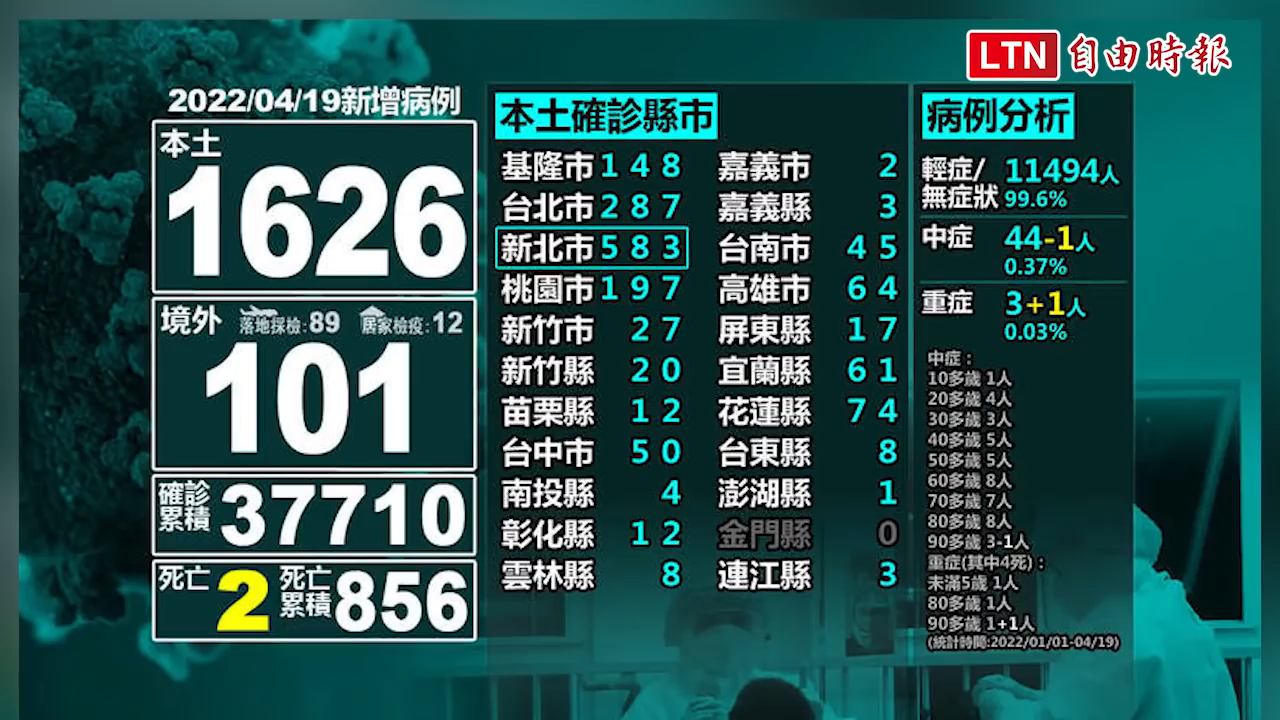 LTN 自由時報
2022/04/19新增病例
本土
1626
境外 落地採檢:89 居家檢疫:12
101
確診累積 37710
死亡 2 死亡累積 856
本土確診縣市
基隆市 148
台北市 287
新北市 583
桃園市 197
新竹市 27
新竹縣 20
苗栗縣 12
台中市 50
南投縣 4
彰化縣 12
雲林縣 8
嘉義市 2
嘉義縣 3
台南市 45
高雄市 64
屏東縣 17
宜蘭縣 61
花蓮縣 74
台東縣 8
澎湖縣 1
金門縣 0
連江縣 3
病例分析
輕症/無症狀 11494人
99.6%
中症 44-1人
0.37%
重症 3+1人
0.03%
中症：
10多歲 1人
20多歲 4人
30多歲 3人
40多歲 5人
50多歲 5人
60多歲 8人
70多歲 7人
80多歲 8人
90多歲 3-1人
重症(其中4死)：
未滿5歲 1人
80多歲 1人
90多歲 1+1人
(統計時間:2022/01/01-04/19)